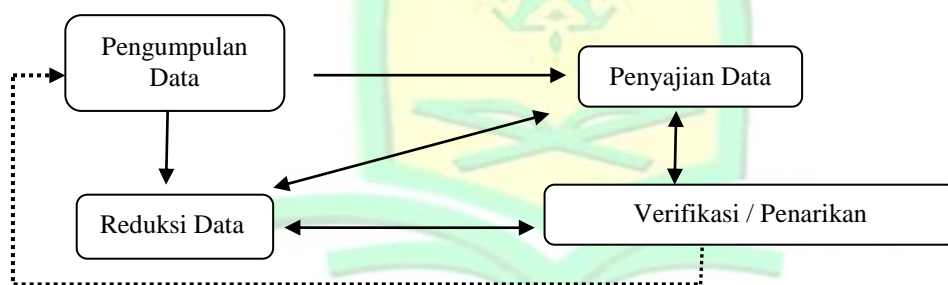 Pengumpulan
Data
Penyajian Data
Reduksi Data
Verifikasi / Penarikan